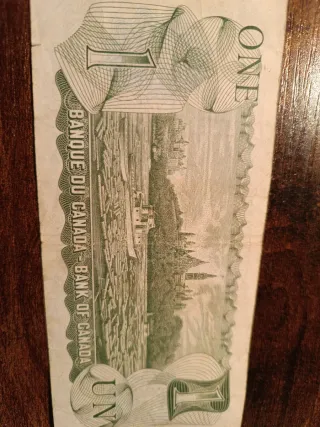 1
ONE
BANQUE DU CANADA - BANK OF CANADA
UN
1